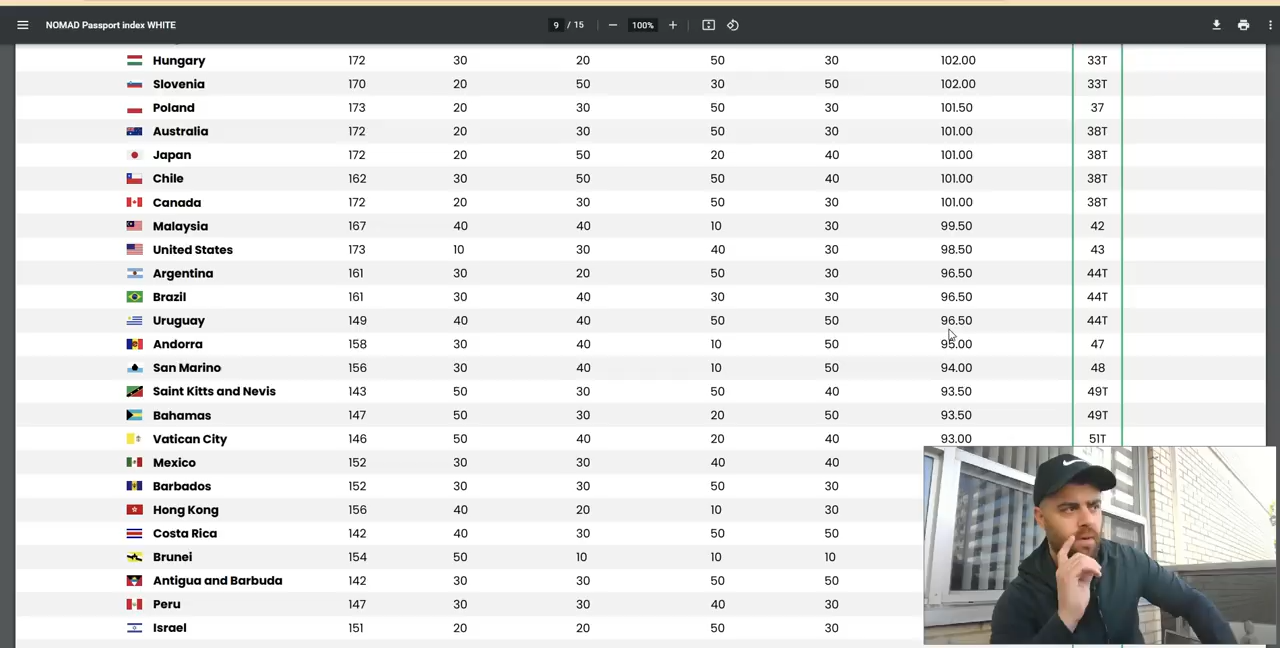 NOMAD Passport index WHITE 9 / 15 100%
Hungary 172 30 20 50 30 102.00 33T
Slovenia 170 20 50 30 50 102.00 33T
Poland 173 20 30 50 30 101.50 37
Australia 172 20 30 50 30 101.00 38T
Japan 172 20 50 20 40 101.00 38T
Chile 162 30 50 50 40 101.00 38T
Canada 172 20 30 50 30 101.00 38T
Malaysia 167 40 40 10 30 99.50 42
United States 173 10 30 40 30 98.50 43
Argentina 161 30 20 50 30 96.50 44T
Brazil 161 30 40 30 30 96.50 44T
Uruguay 149 40 40 50 50 96.50 44T
Andorra 158 30 40 10 50 95.00 47
San Marino 156 30 40 10 50 94.00 48
Saint Kitts and Nevis 143 50 30 50 40 93.50 49T
Bahamas 147 50 30 20 50 93.50 49T
Vatican City 146 50 40 20 40 93.00 51T
Mexico 152 30 30 40 40
Barbados 152 30 30 50 30
Hong Kong 156 40 20 10 30
Costa Rica 142 40 30 50 50
Brunei 154 50 10 10 10
Antigua and Barbuda 142 30 30 50 50
Peru 147 30 30 40 30
Israel 151 20 20 50 30